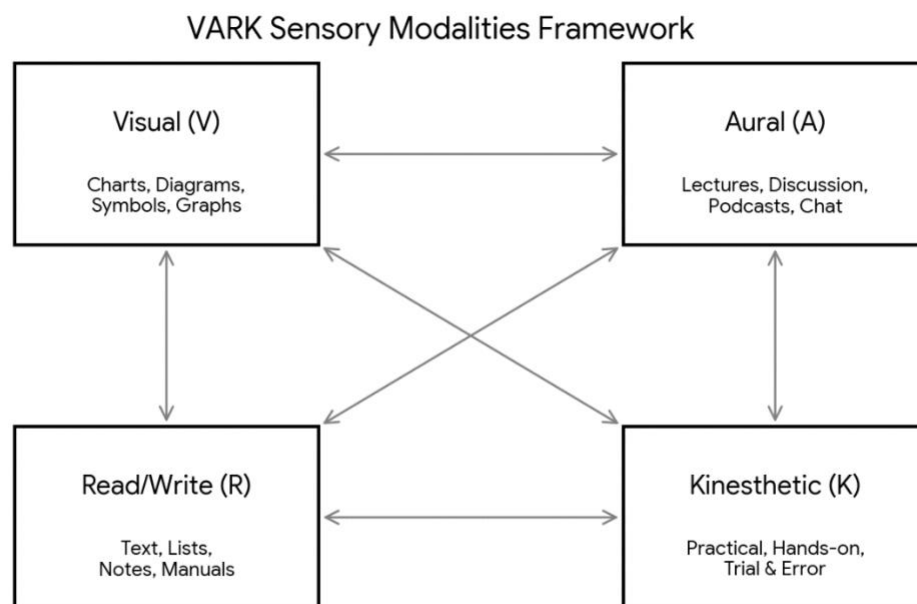 VARK Sensory Modalities Framework
Visual (V)
Charts, Diagrams,
Symbols, Graphs
Aural (A)
Lectures, Discussion,
Podcasts, Chat
Read/Write (R)
Text, Lists,
Notes, Manuals
Kinesthetic (K)
Practical, Hands-on,
Trial & Error